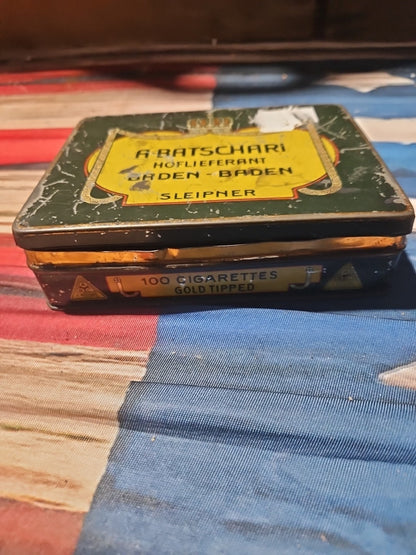 A·BATSCHARI
HOFLIEFERANT
BADEN - BADEN
SLEIPNER
100 CIGARETTES
GOLD TIPPED